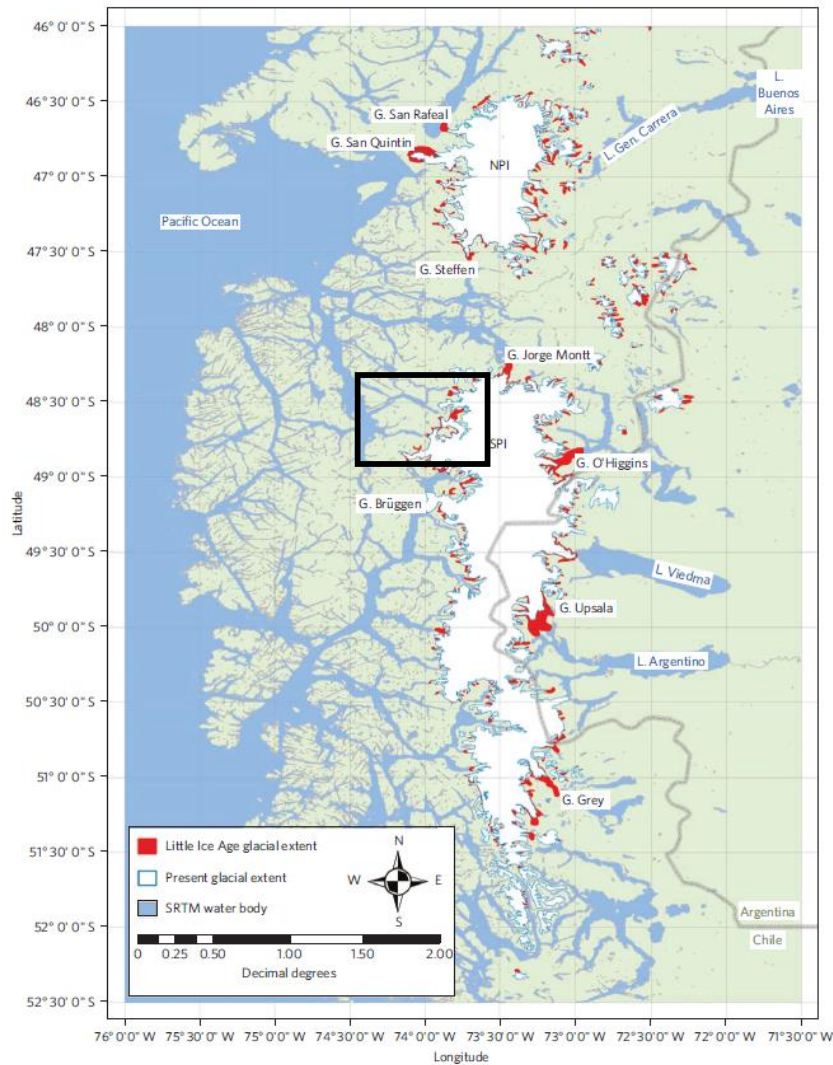 46° 0' 0"S
46° 30' 0"S
47° 0' 0"S
47° 30' 0"S
48° 0' 0"S
48° 30' 0"S
49° 0' 0"S
49° 30' 0"S
50° 0' 0"S
50° 30' 0"S
51° 0' 0"S
51° 30' 0"S
52° 0' 0"S
52° 30' 0"S
Latitude
L.
Buenos
Aires
G. San Rafeal
L. Gen. Carrera
G. San Quintin
NPI
Pacific Ocean
G. Steffen
G. Jorge Montt
SPI
G. O'Higgins
G. Brüggen
L. Viedma
G. Upsala
L. Argentino
G. Grey
Argentina
Chile
Little Ice Age glacial extent
Present glacial extent
SRTM water body
N
W
E
S
0 0.25 0.50 1.00 1.50 2.00
Decimal degrees
76° 0' 0"W 75° 30' 0"W 75° 0' 0"W 74° 30' 0"W 74° 0' 0"W 73° 30' 0"W 73° 0' 0"W 72° 30' 0"W 72° 0' 0"W 71° 30' 0"W
Longitude